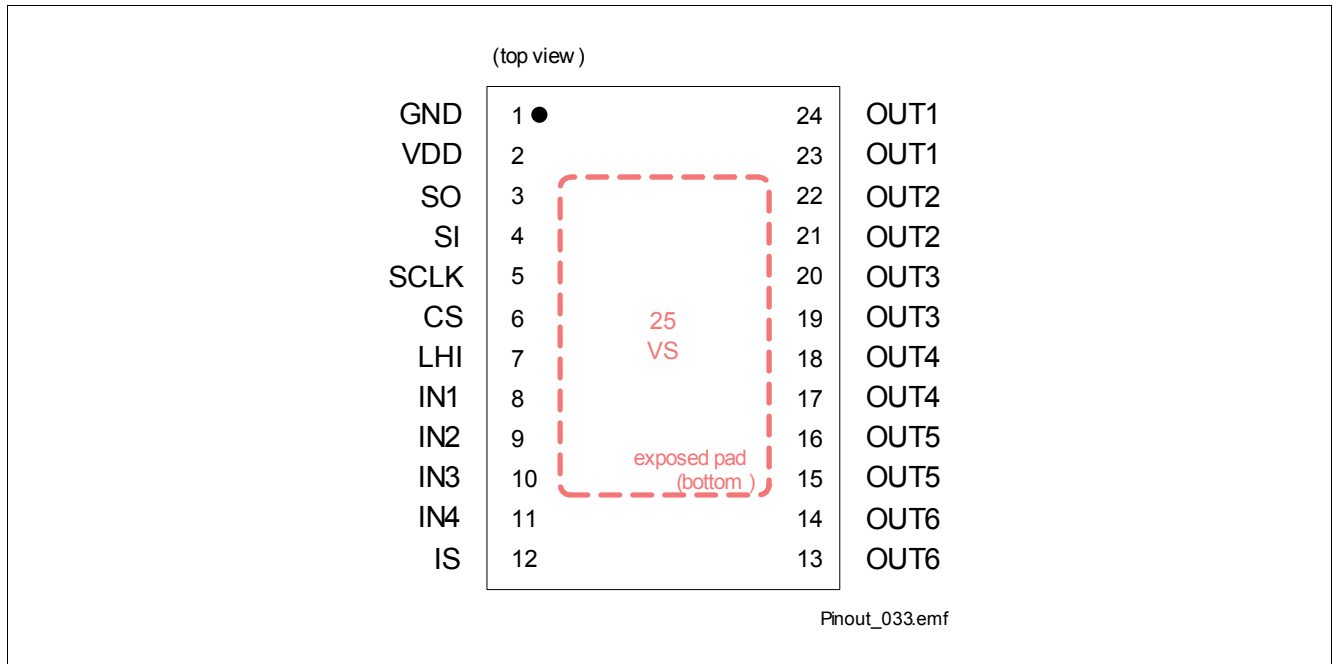 (top view )
GND 1 24 OUT1
VDD 2 23 OUT1
SO 3 22 OUT2
SI 4 21 OUT2
SCLK 5 20 OUT3
CS 6 25 19 OUT3
LHI 7 VS 18 OUT4
IN1 8 17 OUT4
IN2 9 16 OUT5
exposed pad
IN3 10 (bottom ) 15 OUT5
IN4 11 14 OUT6
IS 12 13 OUT6
Pinout_033.emf